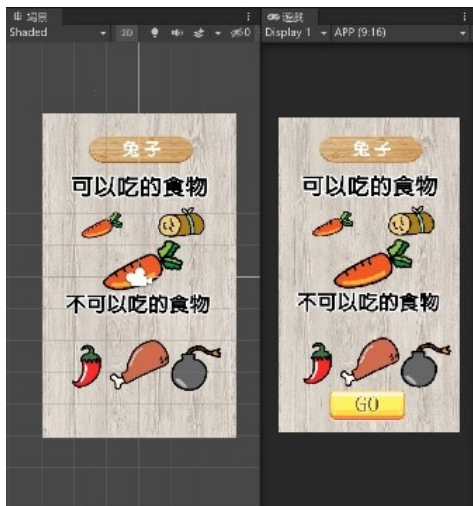 場景
遊戲
Shaded
2D
0
Display 1
APP (9:16)
兔子
可以吃的食物
不可以吃的食物
兔子
可以吃的食物
不可以吃的食物
GO